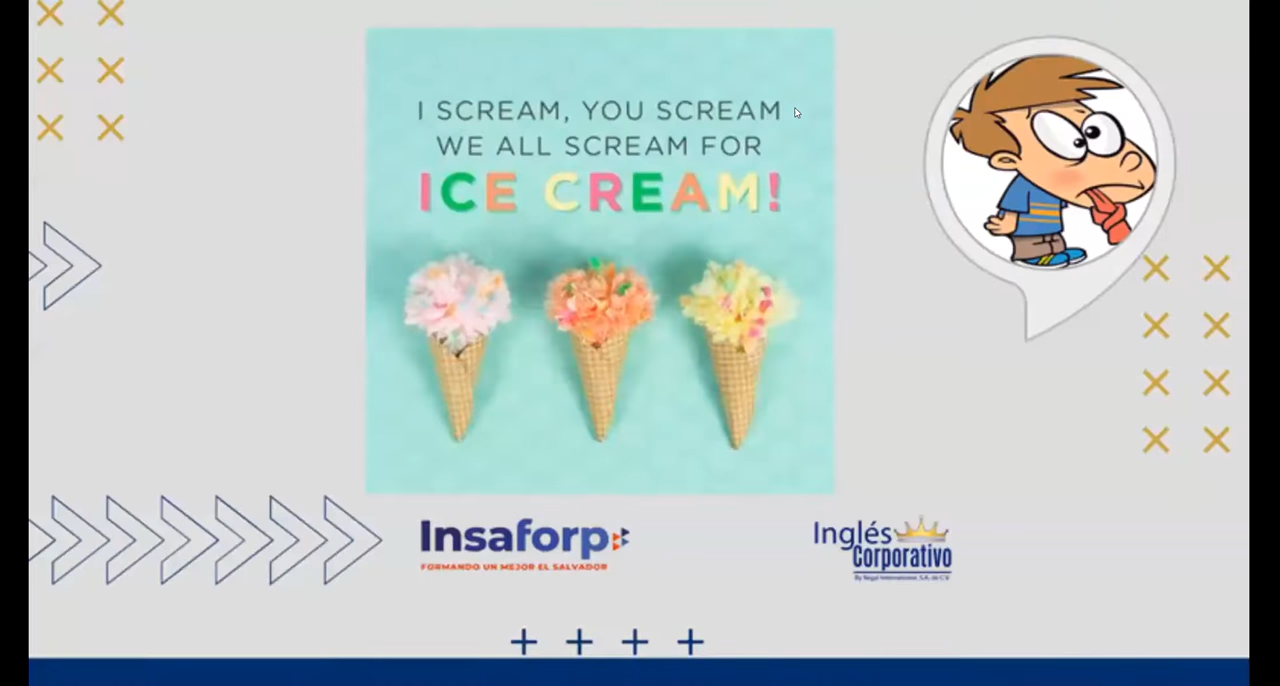 I SCREAM, YOU SCREAM
WE ALL SCREAM FOR
ICE CREAM!
Insaforp
FORMANDO UN MEJOR EL SALVADOR
Inglés
Corporativo